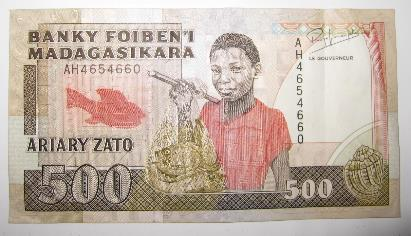 BANKY FOIBEN'I
MADAGASIKARA
AH4654660
ARIARY ZATO
500
AH4654660
LE GOUVERNEUR
500